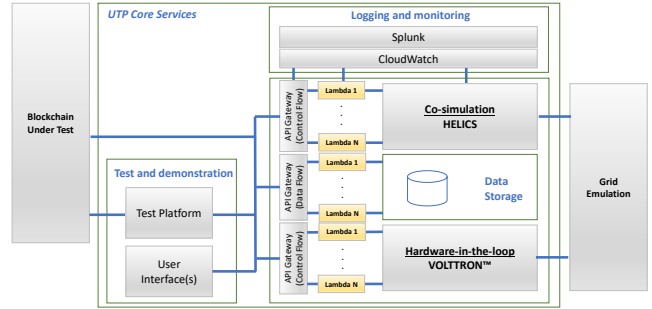 UTP Core Services
Logging and monitoring
Splunk
CloudWatch
Blockchain
Under Test
Test and demonstration
Test Platform
User
Interface(s)
API Gateway
(Control Flow)
Lambda 1
.
.
.
Lambda N
Co-simulation
HELICS
API Gateway
(Data Flow)
Lambda 1
.
.
.
Lambda N
Data
Storage
API Gateway
(Control Flow)
Lambda 1
.
.
.
Lambda N
Hardware-in-the-loop
VOLTTRON™
Grid
Emulation